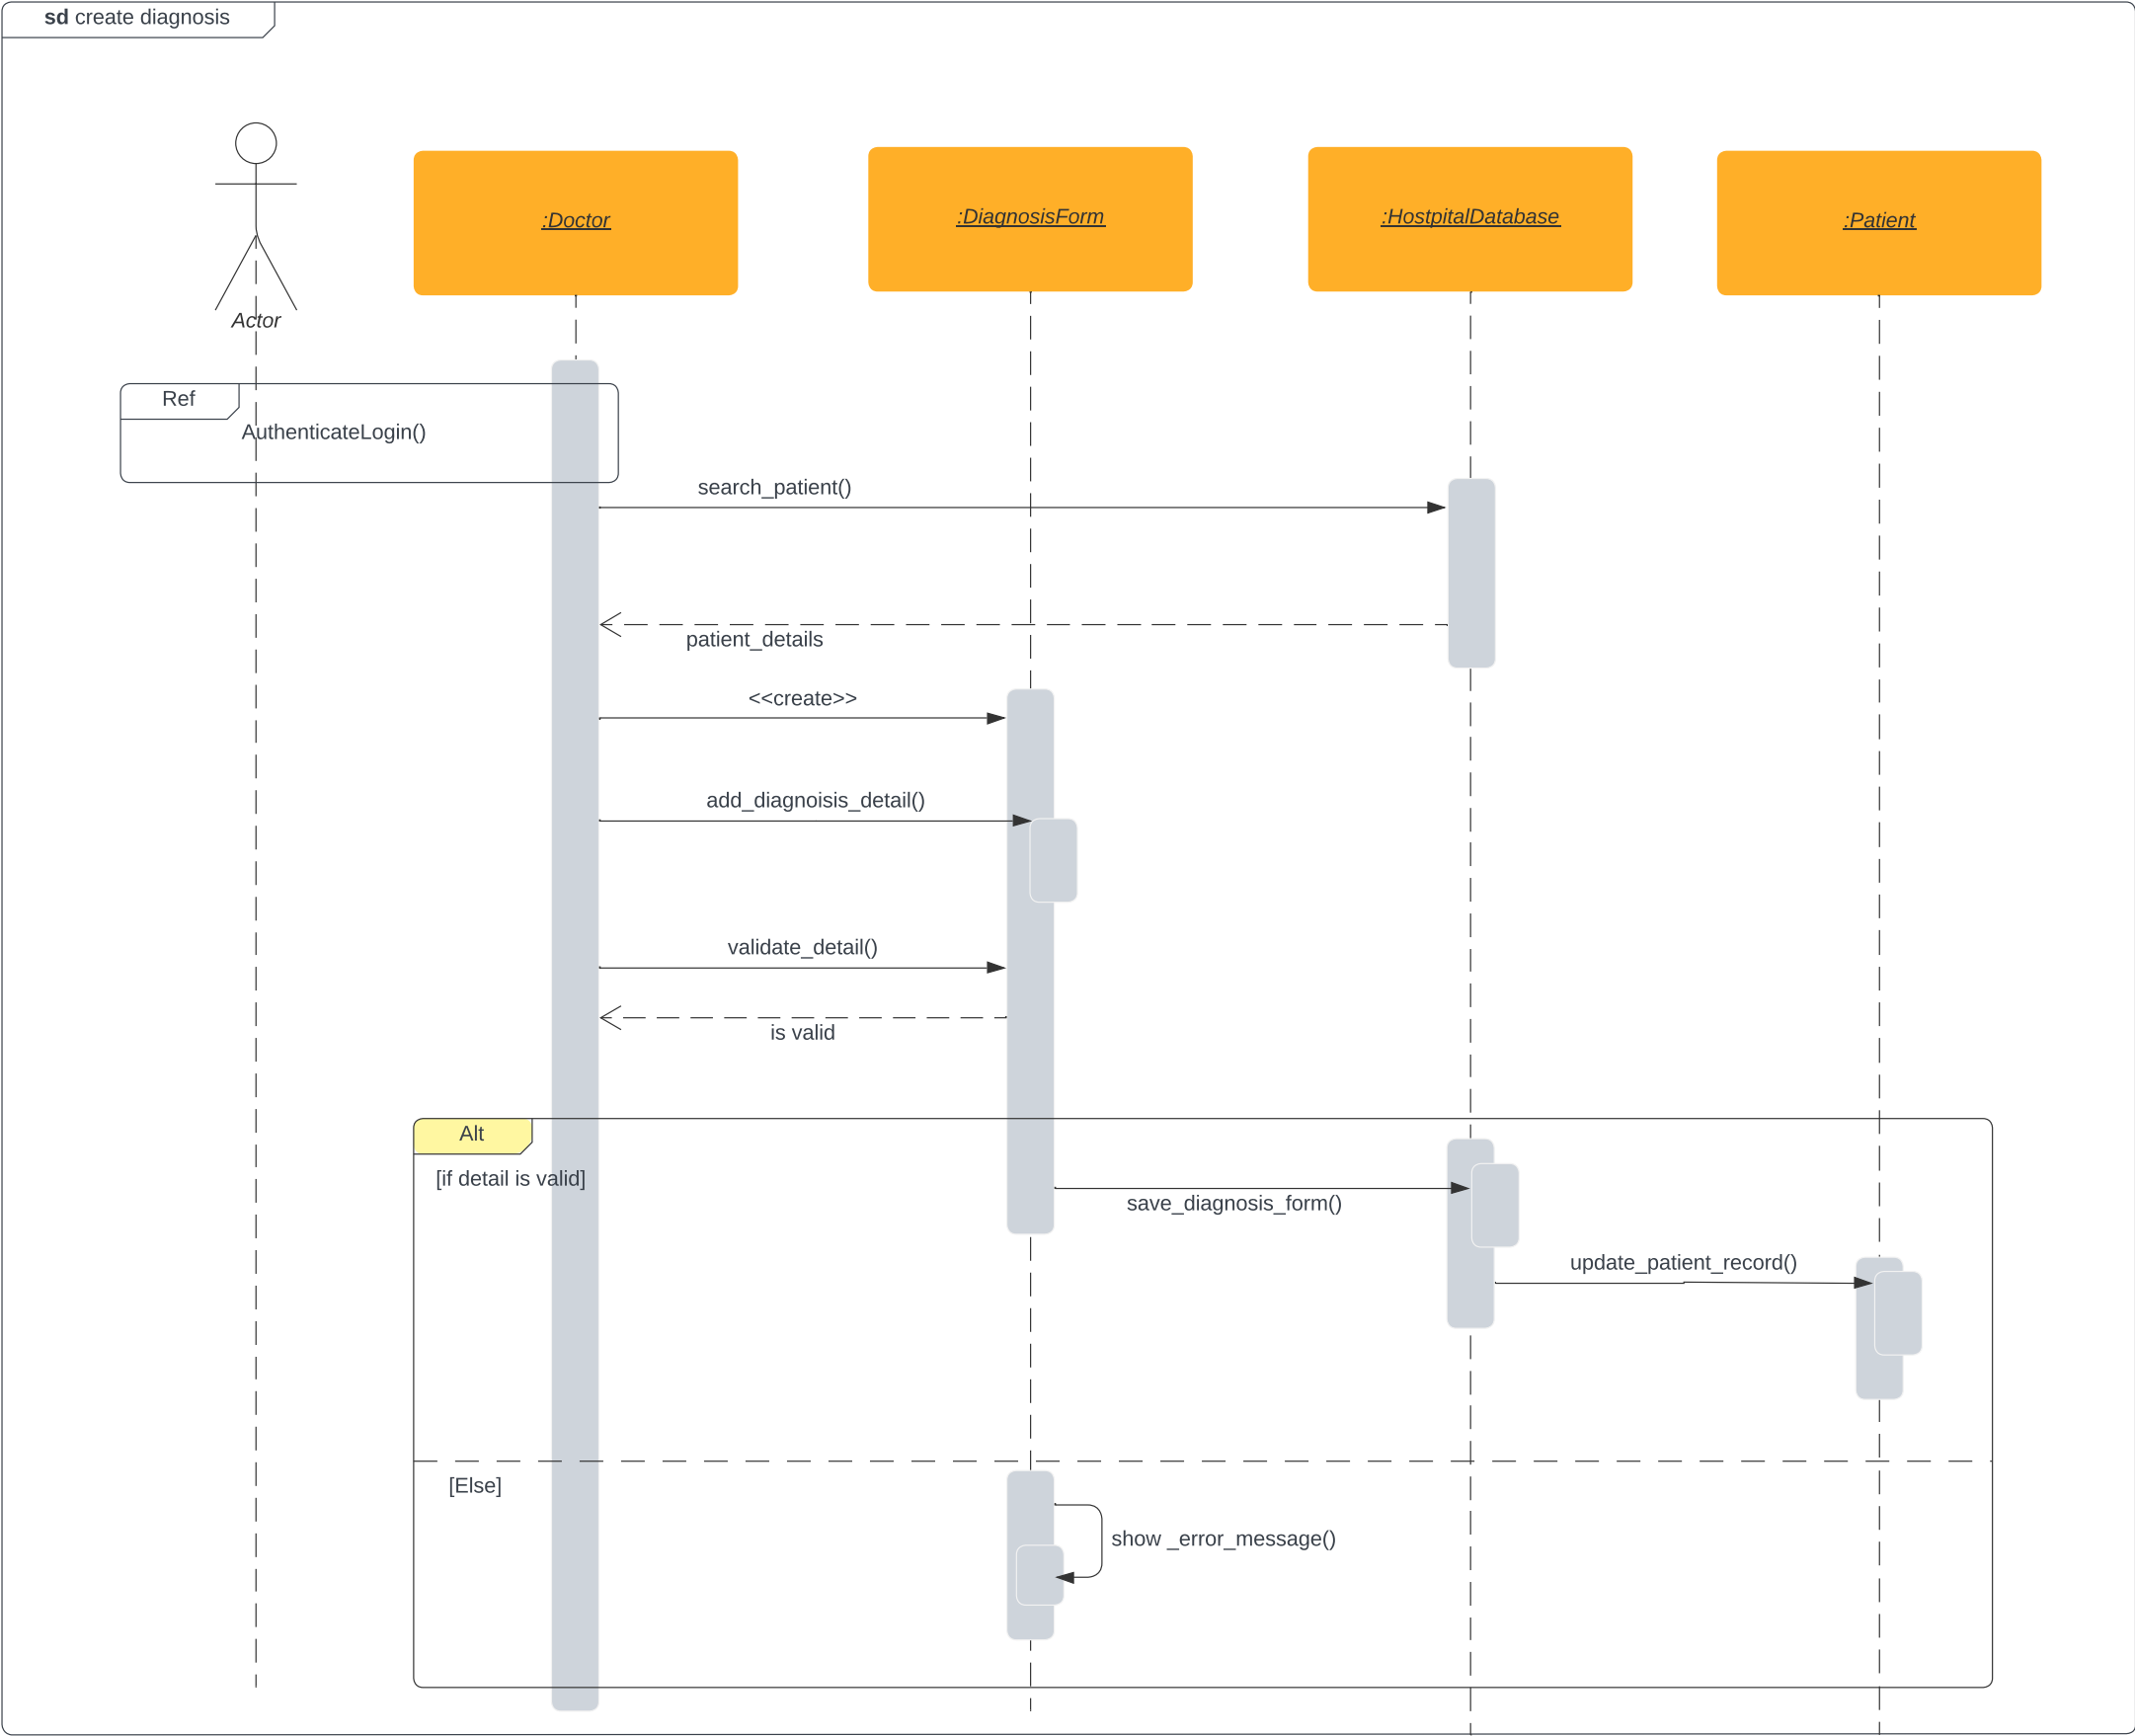 sd create diagnosis
:Doctor
:DiagnosisForm
:HostpitalDatabase
:Patient
Actor
Ref
AuthenticateLogin()
search_patient()
patient_details
<<create>>
add_diagnoisis_detail()
validate_detail()
is valid
Alt
[if detail is valid]
save_diagnosis_form()
update_patient_record()
[Else]
show _error_message()